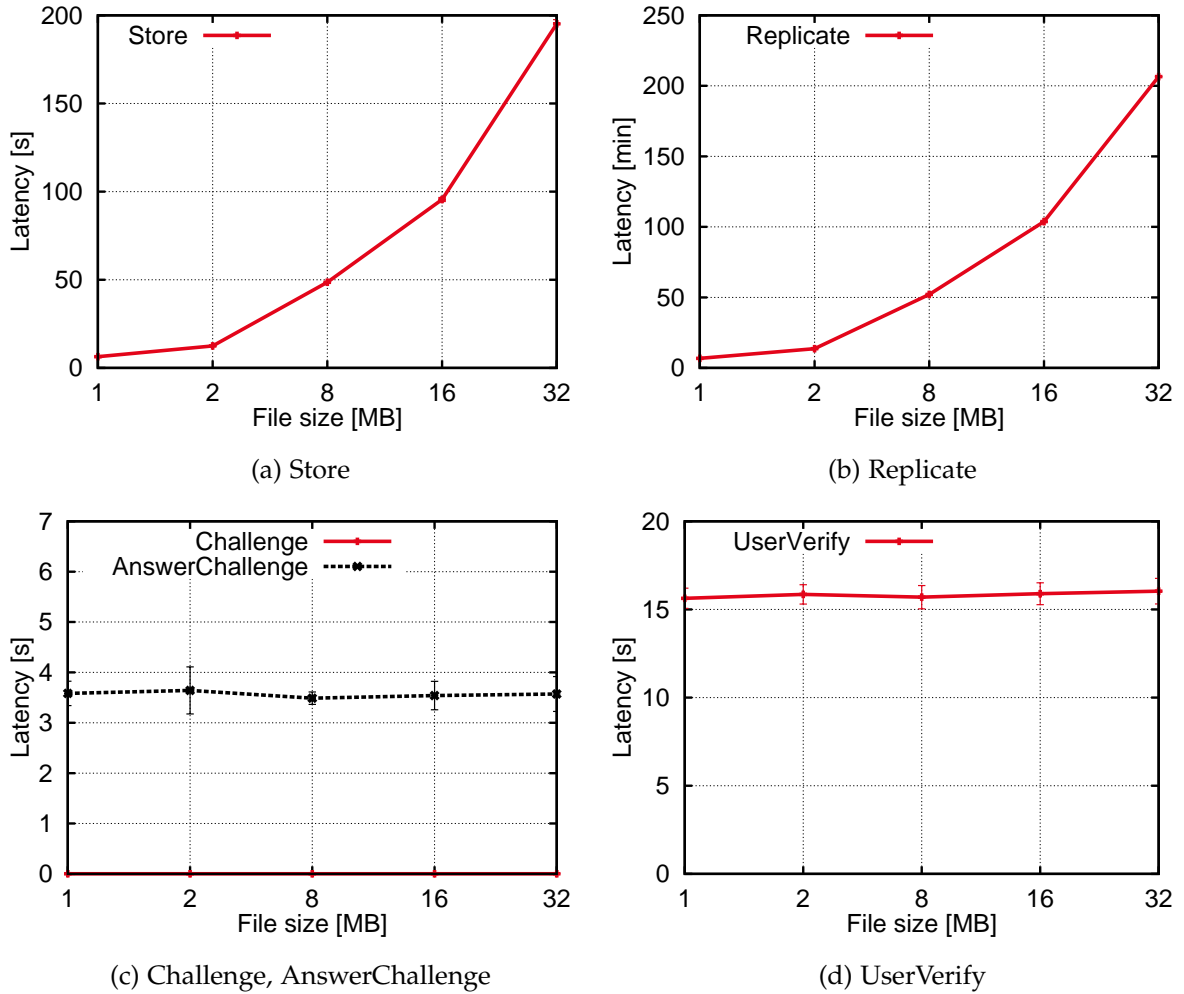 Store
Latency [s]
200
150
100
50
0
1 2 8 16 32
File size [MB]
(a) Store
Replicate
Latency [min]
250
200
150
100
50
0
1 2 8 16 32
File size [MB]
(b) Replicate
Challenge
AnswerChallenge
Latency [s]
7
6
5
4
3
2
1
0
1 2 8 16 32
File size [MB]
(c) Challenge, AnswerChallenge
UserVerify
Latency [s]
20
15
10
5
0
1 2 8 16 32
File size [MB]
(d) UserVerify